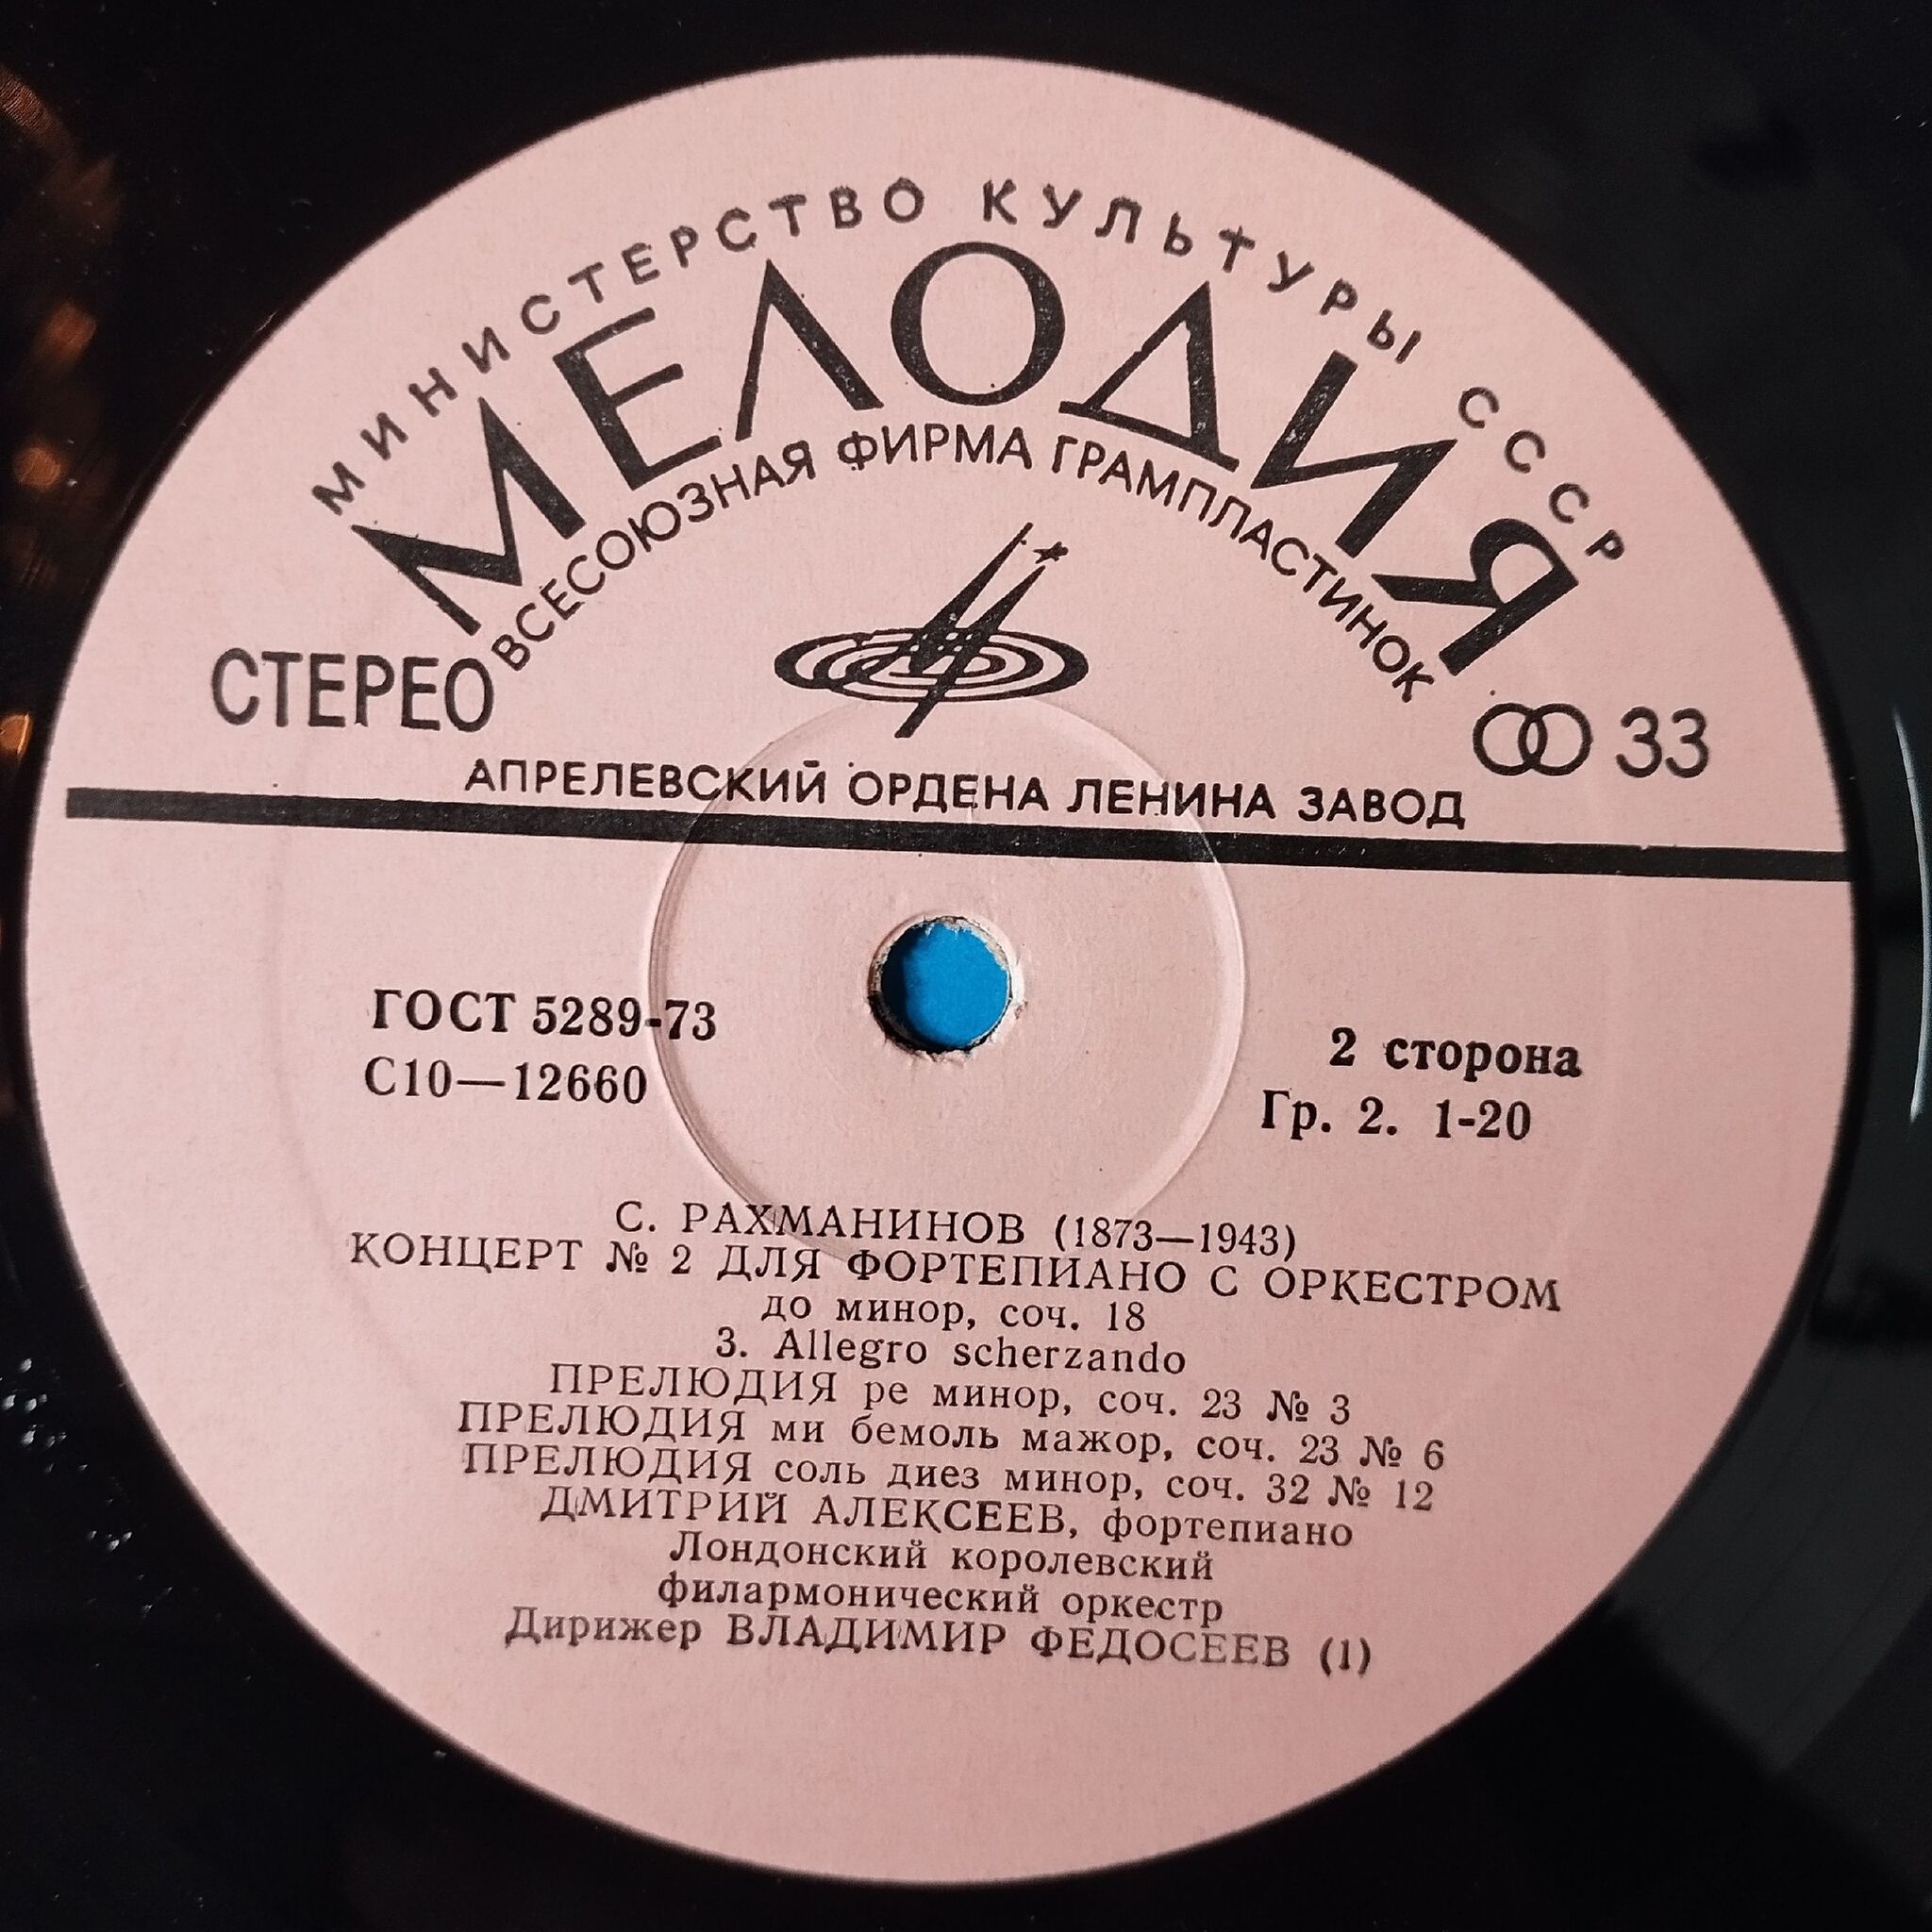 МИНИСТЕРСТВО КУЛЬТУРЫ СССР
МЕЛОДИЯ
ВСЕСОЮЗНАЯ ФИРМА ГРАМПЛАСТИНОК
СТЕРЕО
33
АПРЕЛЕВСКИЙ ОРДЕНА ЛЕНИНА ЗАВОД
ГОСТ 5289-73
С10—12660
2 сторона
Гр. 2. 1-20
С. РАХМАНИНОВ (1873—1943)
КОНЦЕРТ № 2 ДЛЯ ФОРТЕПИАНО С ОРКЕСТРОМ
до минор, соч. 18
3. Allegro scherzando
ПРЕЛЮДИЯ ре минор, соч. 23 № 3
ПРЕЛЮДИЯ ми бемоль мажор, соч. 23 № 6
ПРЕЛЮДИЯ соль диез минор, соч. 32 № 12
ДМИТРИЙ АЛЕКСЕЕВ, фортепиано
Лондонский королевский
филармонический оркестр
Дирижер ВЛАДИМИР ФЕДОСЕЕВ (1)